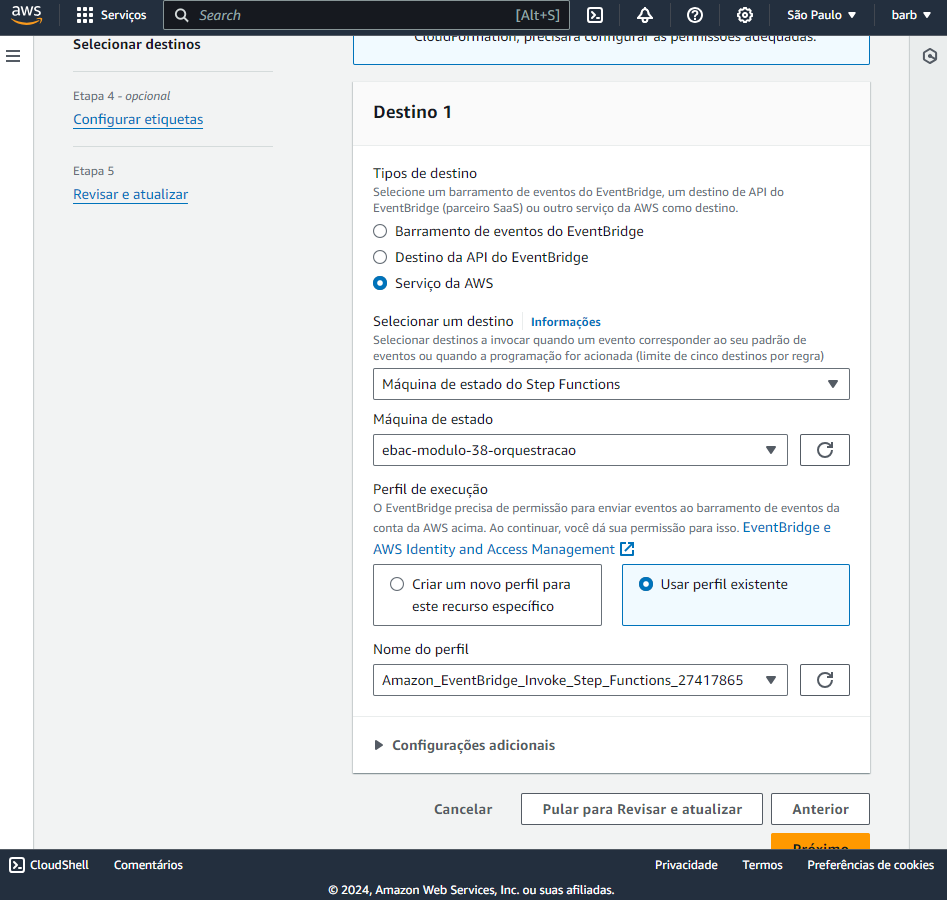 aws
Serviços
Search
[Alt+S]
São Paulo
barb
Selecionar destinos
CloudFormation, precisará configurar as permissões adequadas.
Etapa 4 - opcional
Configurar etiquetas
Etapa 5
Revisar e atualizar
Destino 1
Tipos de destino
Selecione um barramento de eventos do EventBridge, um destino de API do
EventBridge (parceiro SaaS) ou outro serviço da AWS como destino.
Barramento de eventos do EventBridge
Destino da API do EventBridge
Serviço da AWS
Selecionar um destino
Informações
Selecionar destinos a invocar quando um evento corresponder ao seu padrão de
eventos ou quando a programação for acionada (limite de cinco destinos por regra)
Máquina de estado do Step Functions
Máquina de estado
ebac-modulo-38-orquestracao
Perfil de execução
O EventBridge precisa de permissão para enviar eventos ao barramento de eventos da
conta da AWS acima. Ao continuar, você dá sua permissão para isso. EventBridge e
AWS Identity and Access Management
Criar um novo perfil para
este recurso específico
Usar perfil existente
Nome do perfil
Amazon_EventBridge_Invoke_Step_Functions_27417865
Configurações adicionais
Cancelar
Pular para Revisar e atualizar
Anterior
Próximo
CloudShell
Comentários
Privacidade
Termos
Preferências de cookies
© 2024, Amazon Web Services, Inc. ou suas afiliadas.